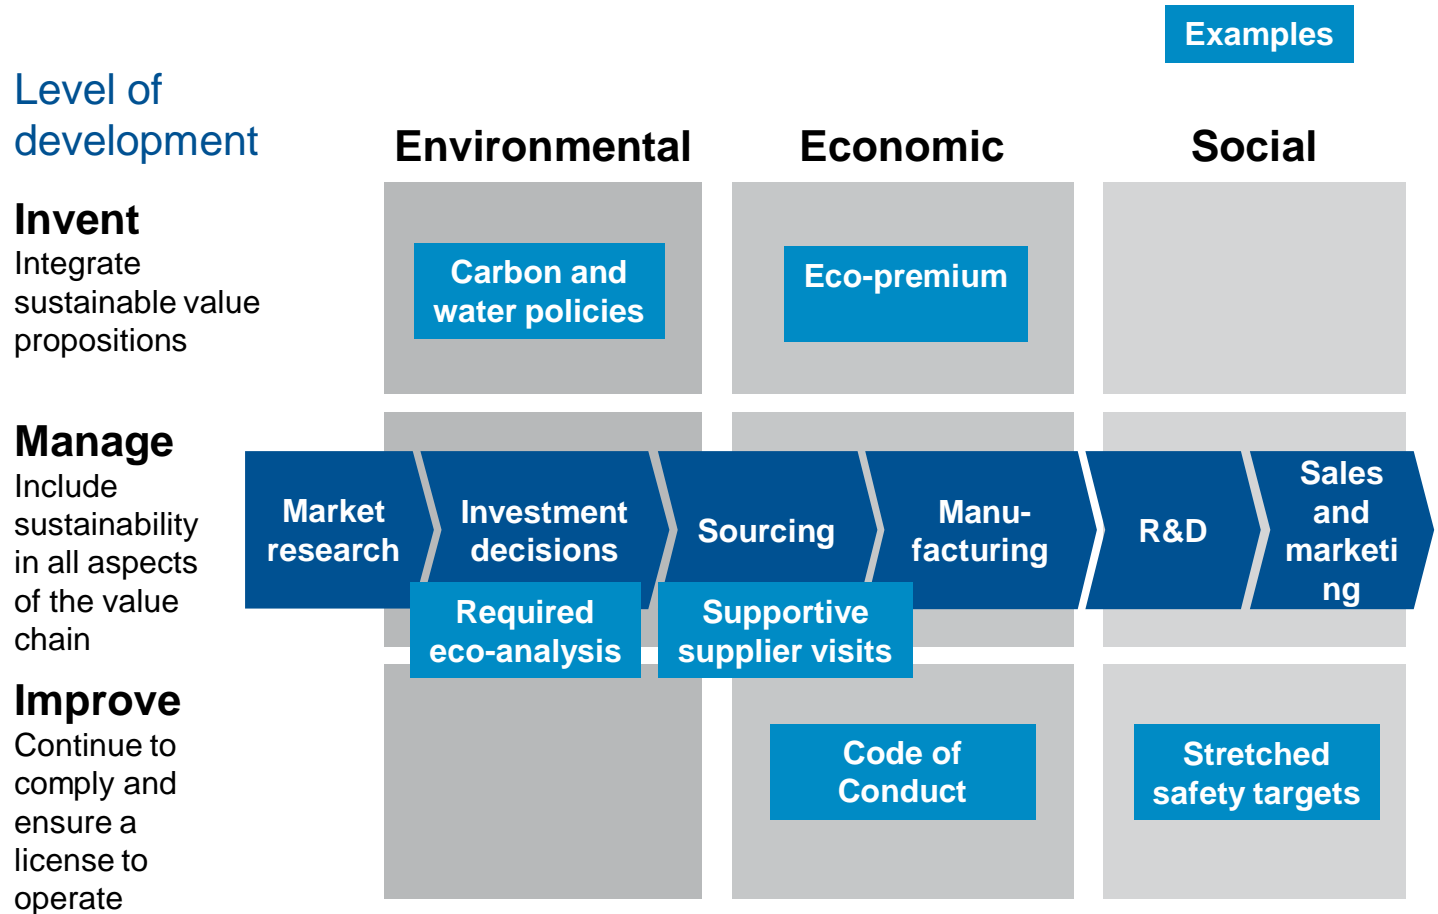 Examples
Level of
development
Environmental
Economic
Social
Invent
Integrate
sustainable value
propositions
Carbon and
water policies
Eco-premium
Manage
Include
sustainability
in all aspects
of the value
chain
Market
research
Investment
decisions
Sourcing
Manu-
facturing
R&D
Sales
and
marketi
ng
Required
eco-analysis
Supportive
supplier visits
Improve
Continue to
comply and
ensure a
license to
operate
Code of
Conduct
Stretched
safety targets